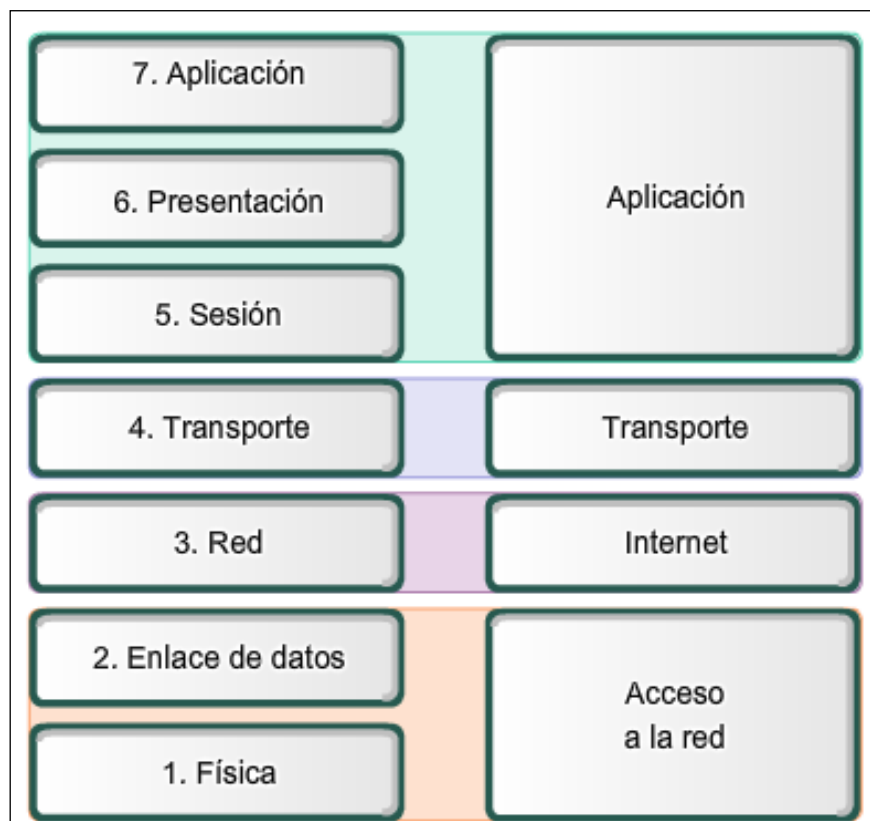 7. Aplicación
6. Presentación
5. Sesión
Aplicación
4. Transporte
Transporte
3. Red
Internet
2. Enlace de datos
1. Física
Acceso
a la red